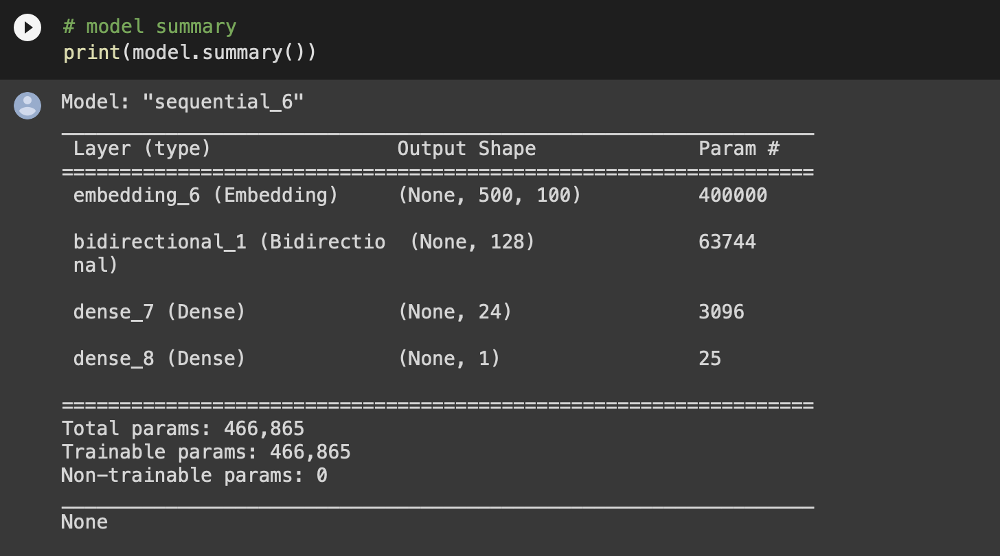 # model summary
print(model.summary())
Model: "sequential_6"
_________________________________________________________________
 Layer (type)                Output Shape              Param #
=================================================================
 embedding_6 (Embedding)     (None, 500, 100)          400000
 bidirectional_1 (Bidirectio  (None, 128)              63744
 nal)
 dense_7 (Dense)             (None, 24)                3096
 dense_8 (Dense)             (None, 1)                 25
=================================================================
Total params: 466,865
Trainable params: 466,865
Non-trainable params: 0
_________________________________________________________________
None